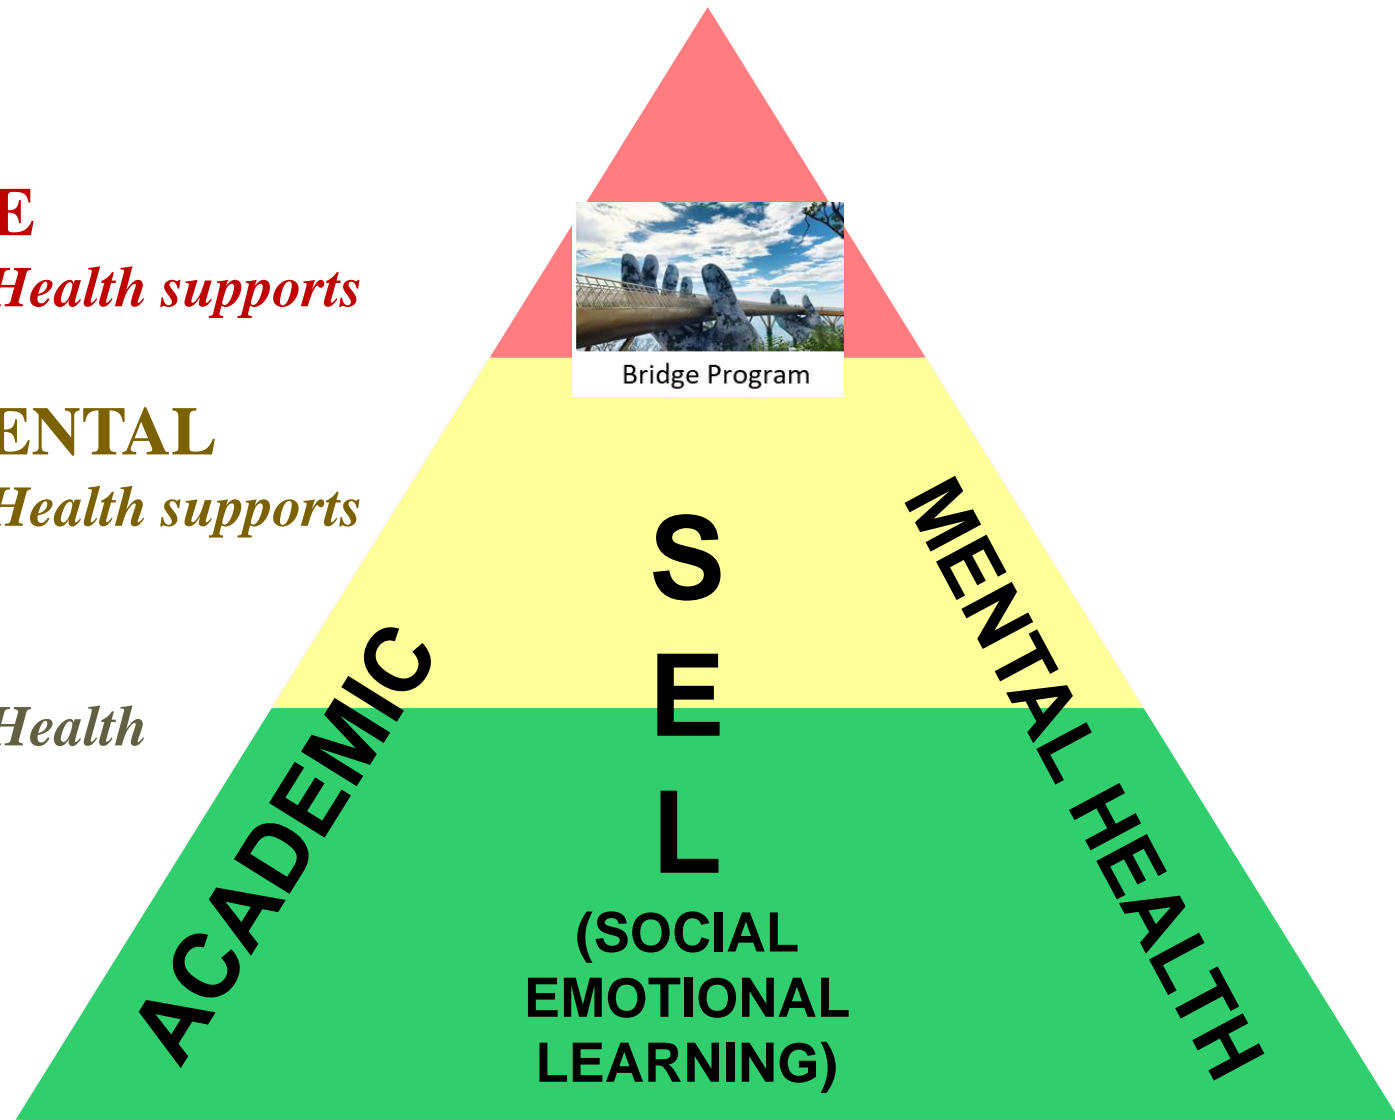 E
Health supports
ENTAL
Health supports
Health
Bridge Program
S
E
L
(SOCIAL
EMOTIONAL
LEARNING)
ACADEMIC
MENTAL HEALTH